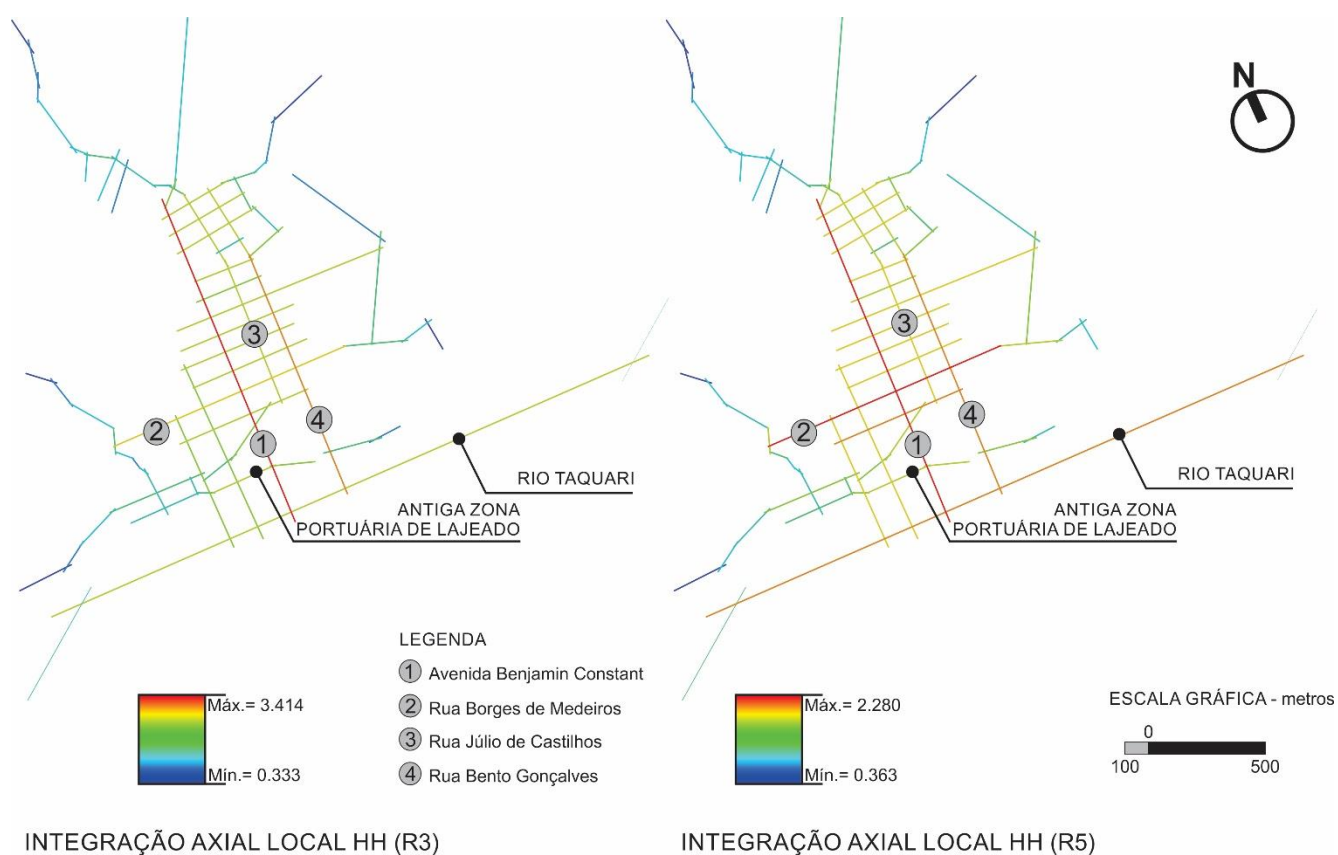 N
3
4
2
1
RIO TAQUARI
ANTIGA ZONA
PORTUÁRIA DE LAJEADO
3
4
2
1
RIO TAQUARI
ANTIGA ZONA
PORTUÁRIA DE LAJEADO
LEGENDA
1 Avenida Benjamin Constant
2 Rua Borges de Medeiros
3 Rua Júlio de Castilhos
4 Rua Bento Gonçalves
Máx.= 3.414
Mín.= 0.333
Máx.= 2.280
Mín.= 0.363
ESCALA GRÁFICA - metros
0
100 500
INTEGRAÇÃO AXIAL LOCAL HH (R3)
INTEGRAÇÃO AXIAL LOCAL HH (R5)